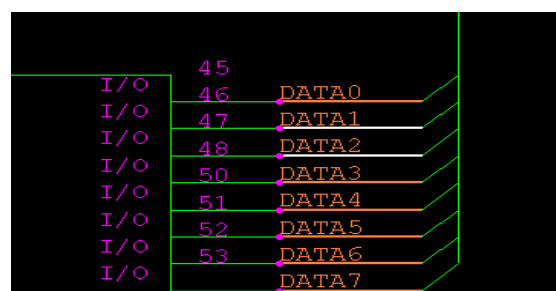 45
I/O 46 DATA0
I/O 47 DATA1
I/O 48 DATA2
I/O 50 DATA3
I/O 51 DATA4
I/O 52 DATA5
I/O 53 DATA6
I/O DATA7